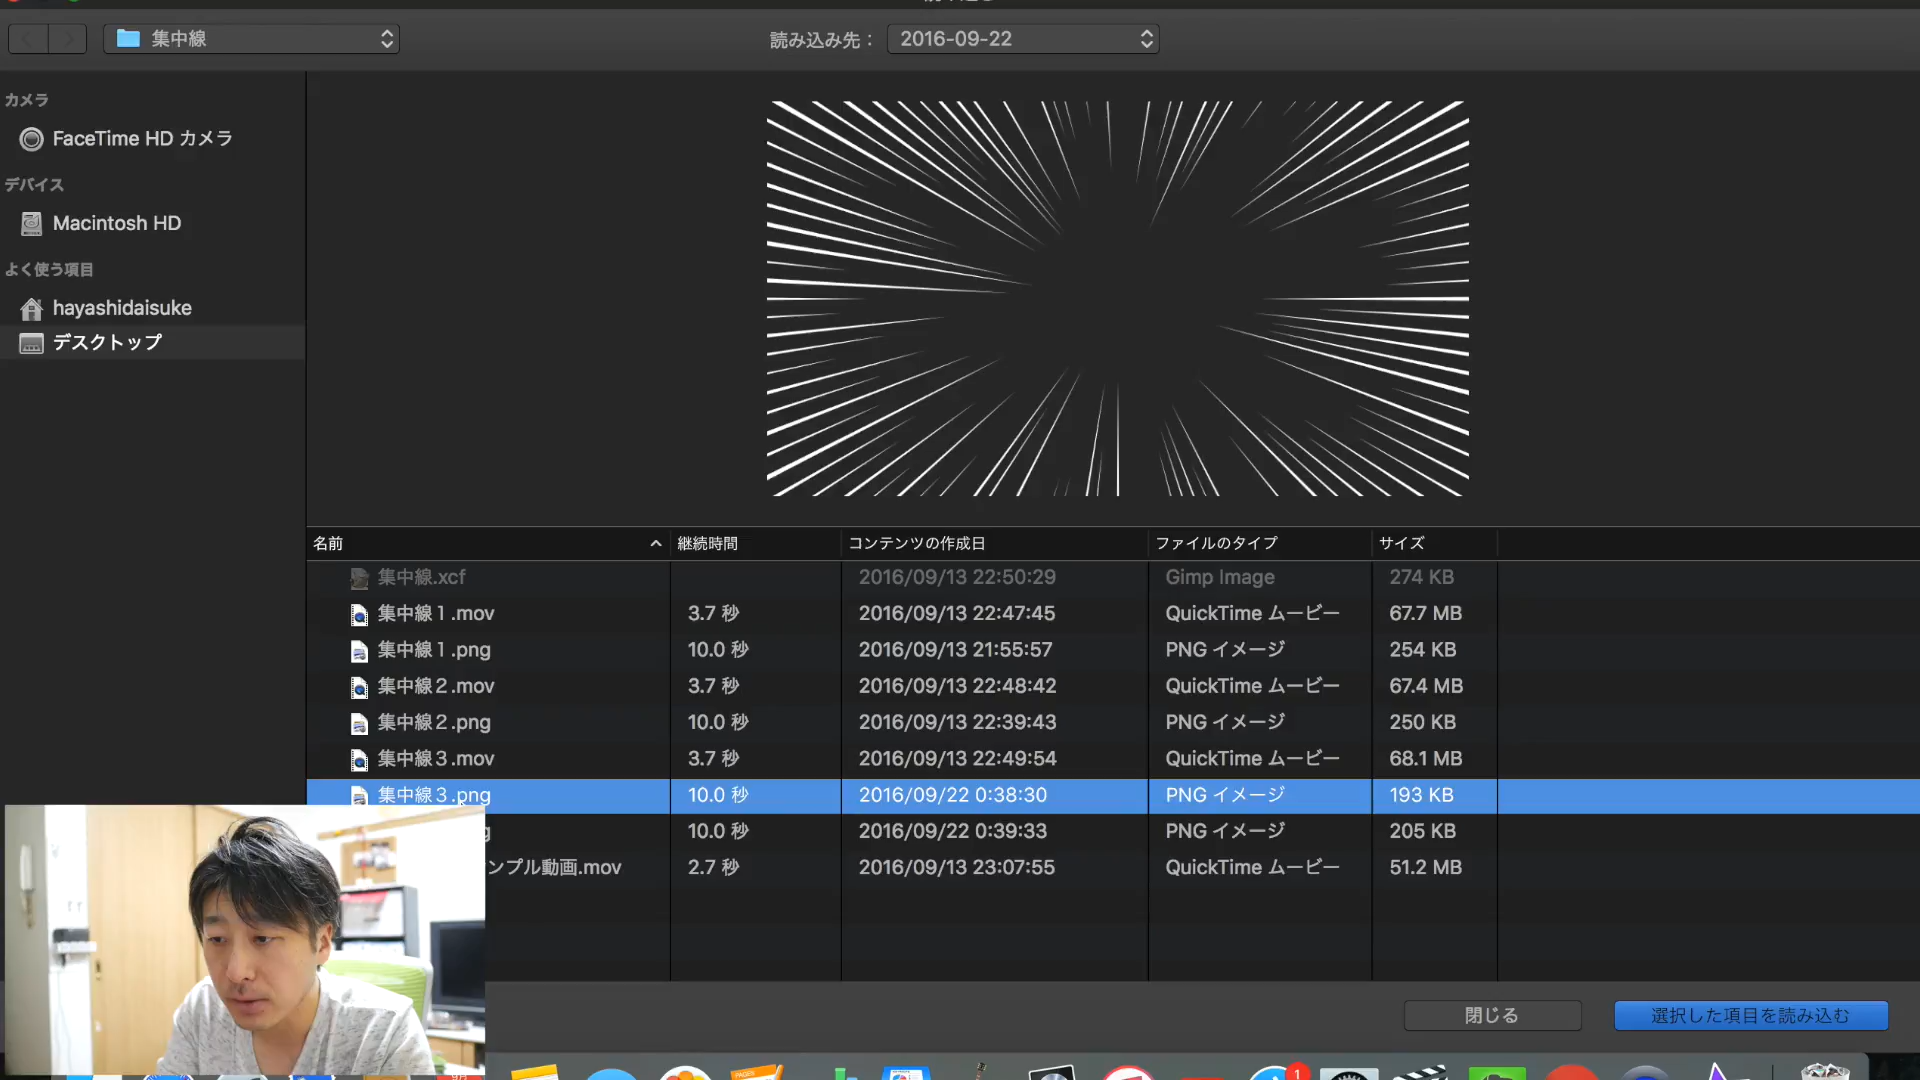 集中線
読み込み先：
2016-09-22
カメラ
FaceTime HD カメラ
デバイス
Macintosh HD
よく使う項目
hayashidaisuke
デスクトップ
名前 継続時間 コンテンツの作成日 ファイルのタイプ サイズ
集中線.xcf 2016/09/13 22:50:29 Gimp Image 274 KB
集中線１.mov 3.7 秒 2016/09/13 22:47:45 QuickTime ムービー 67.7 MB
集中線１.png 10.0 秒 2016/09/13 21:55:57 PNG イメージ 254 KB
集中線２.mov 3.7 秒 2016/09/13 22:48:42 QuickTime ムービー 67.4 MB
集中線２.png 10.0 秒 2016/09/13 22:39:43 PNG イメージ 250 KB
集中線３.mov 3.7 秒 2016/09/13 22:49:54 QuickTime ムービー 68.1 MB
集中線３.png 10.0 秒 2016/09/22 0:38:30 PNG イメージ 193 KB
10.0 秒 2016/09/22 0:39:33 PNG イメージ 205 KB
ンプル動画.mov 2.7 秒 2016/09/13 23:07:55 QuickTime ムービー 51.2 MB
閉じる
選択した項目を読み込む
PAGES
1